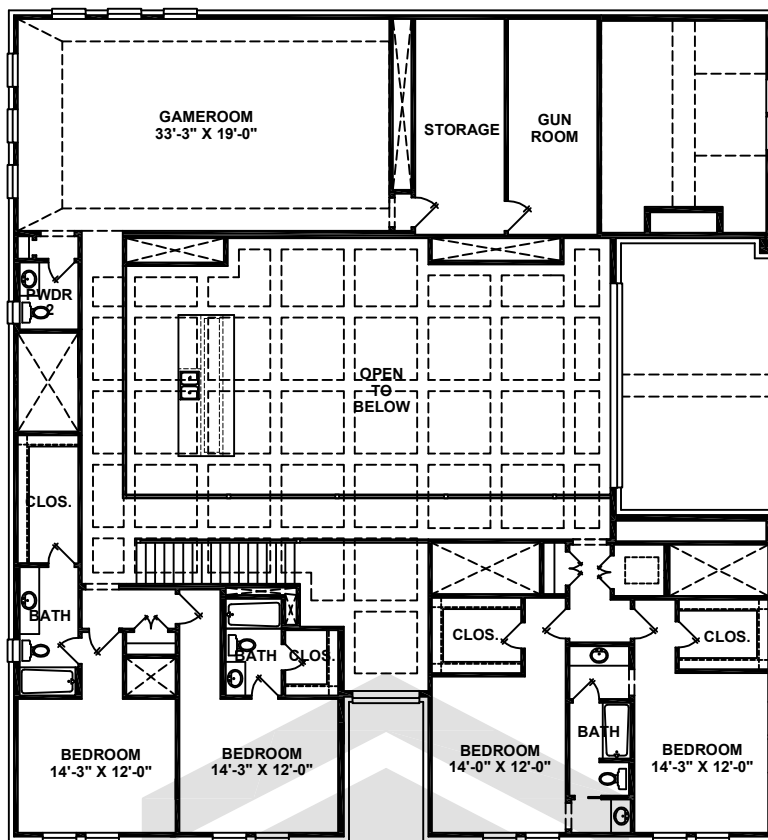 GAMEROOM
33'-3" X 19'-0"
STORAGE
GUN
ROOM
PWDR
2
OPEN
TO
BELOW
CLOS.
BATH
BATH
CLOS.
CLOS.
CLOS.
BATH
BEDROOM
14'-3" X 12'-0"
BEDROOM
14'-3" X 12'-0"
BEDROOM
14'-0" X 12'-0"
BEDROOM
14'-3" X 12'-0"